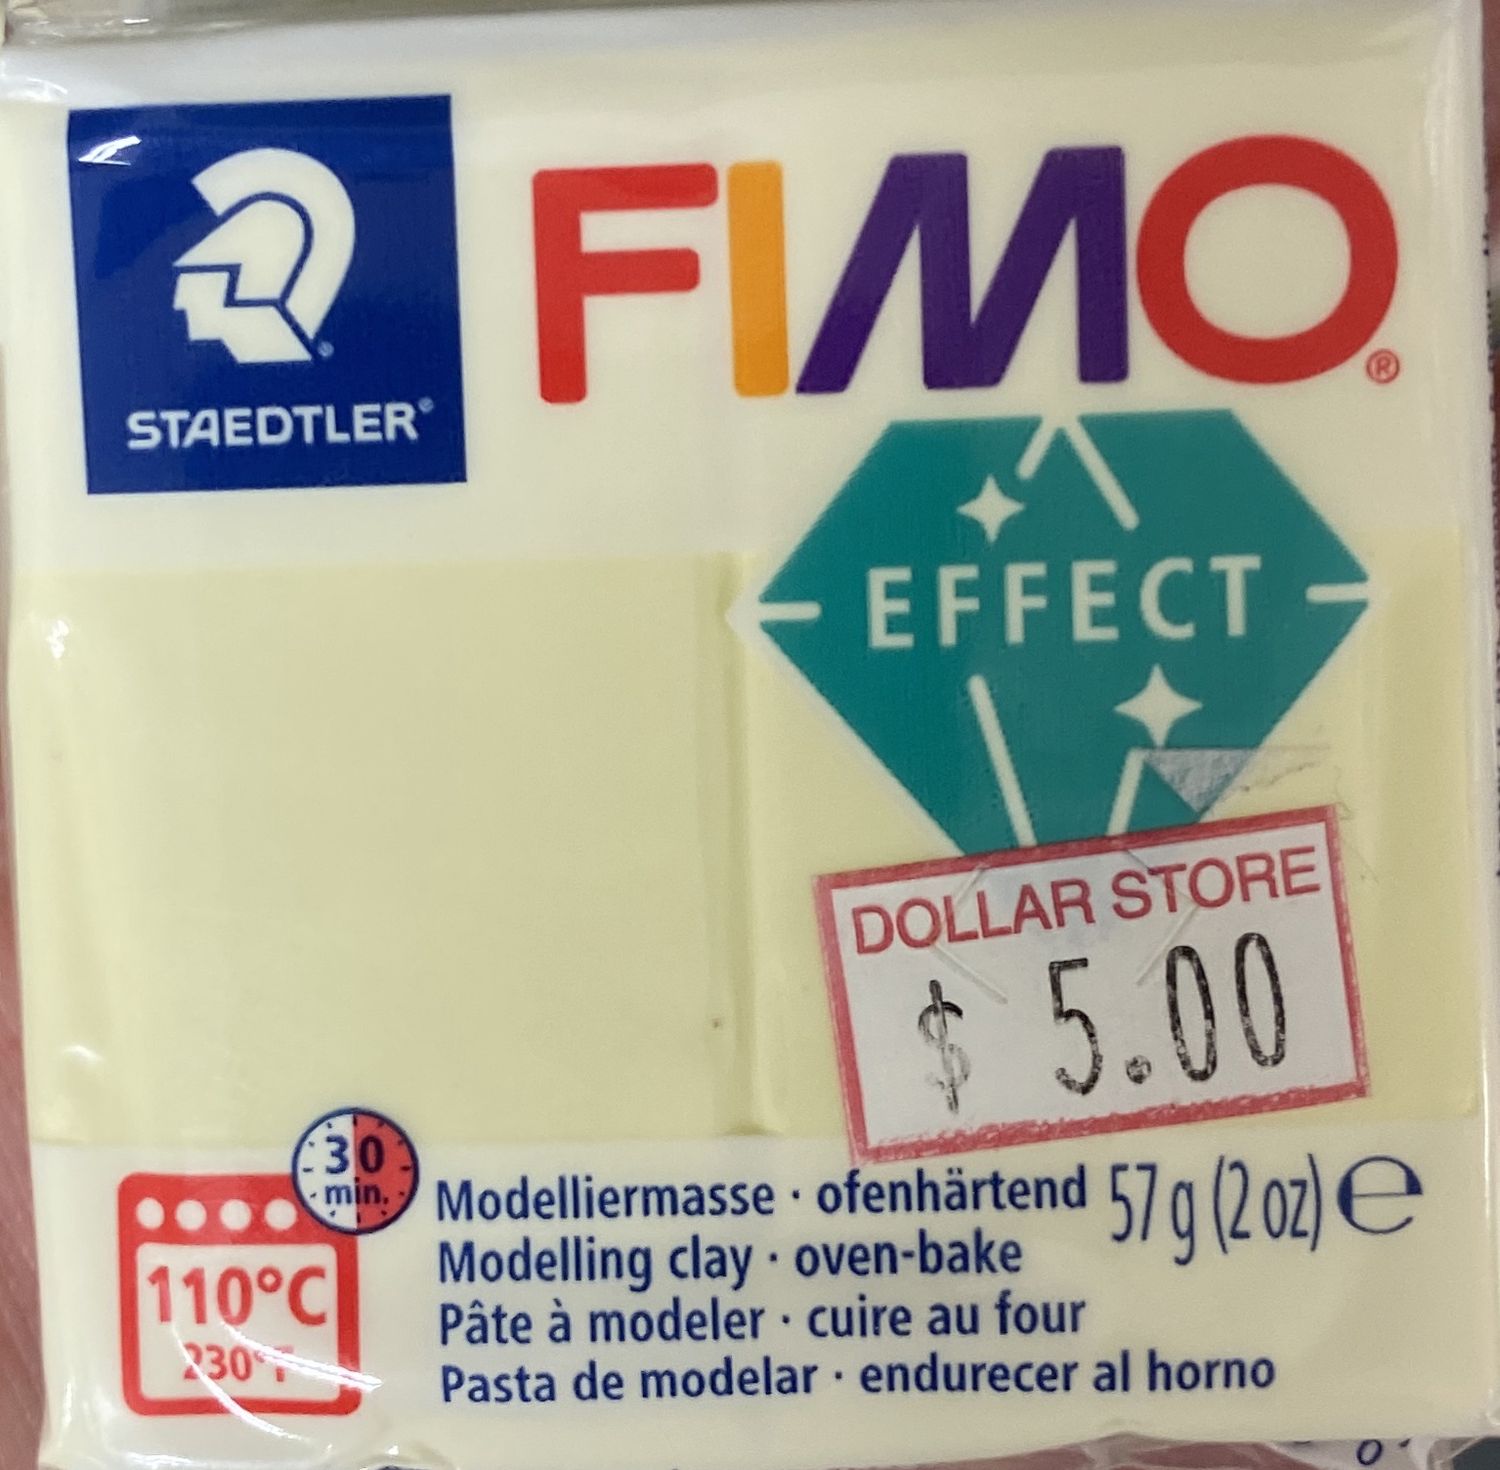 STAEDTLER®
FIMO®
EFFECT
DOLLAR STORE
$ 5.00
30
min.
110°C
230°F
Modelliermasse · ofenhärtend
57 g (2 oz) e
Modelling clay · oven-bake
Pâte à modeler · cuire au four
Pasta de modelar · endurecer al horno